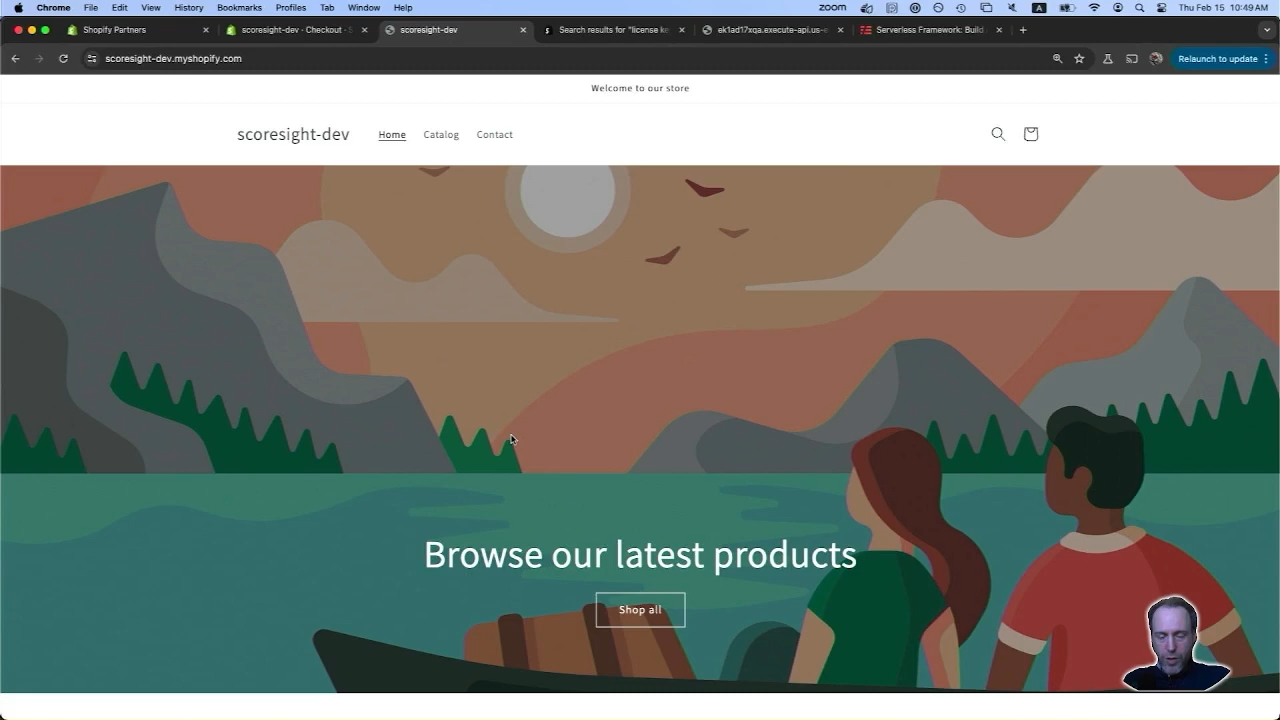 Chrome File Edit View History Bookmarks Profiles Tab Window Help zoom A Thu Feb 15 10:49 AM
Shopify Partners scoresight-dev · Checkout · S scoresight-dev Search results for "license ke ek1ad17xqa.execute-api.us-e Serverless Framework: Build
scoresight-dev.myshopify.com Relaunch to update
Welcome to our store
scoresight-dev Home Catalog Contact
Browse our latest products
Shop all